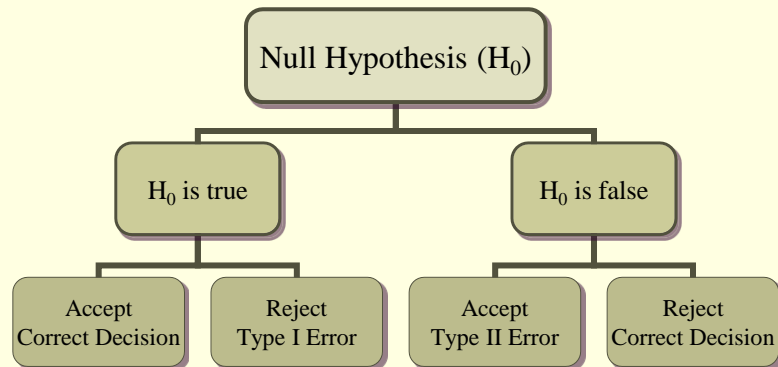 Null Hypothesis (H₀)
H₀ is true
H₀ is false
Accept
Correct Decision
Reject
Type I Error
Accept
Type II Error
Reject
Correct Decision